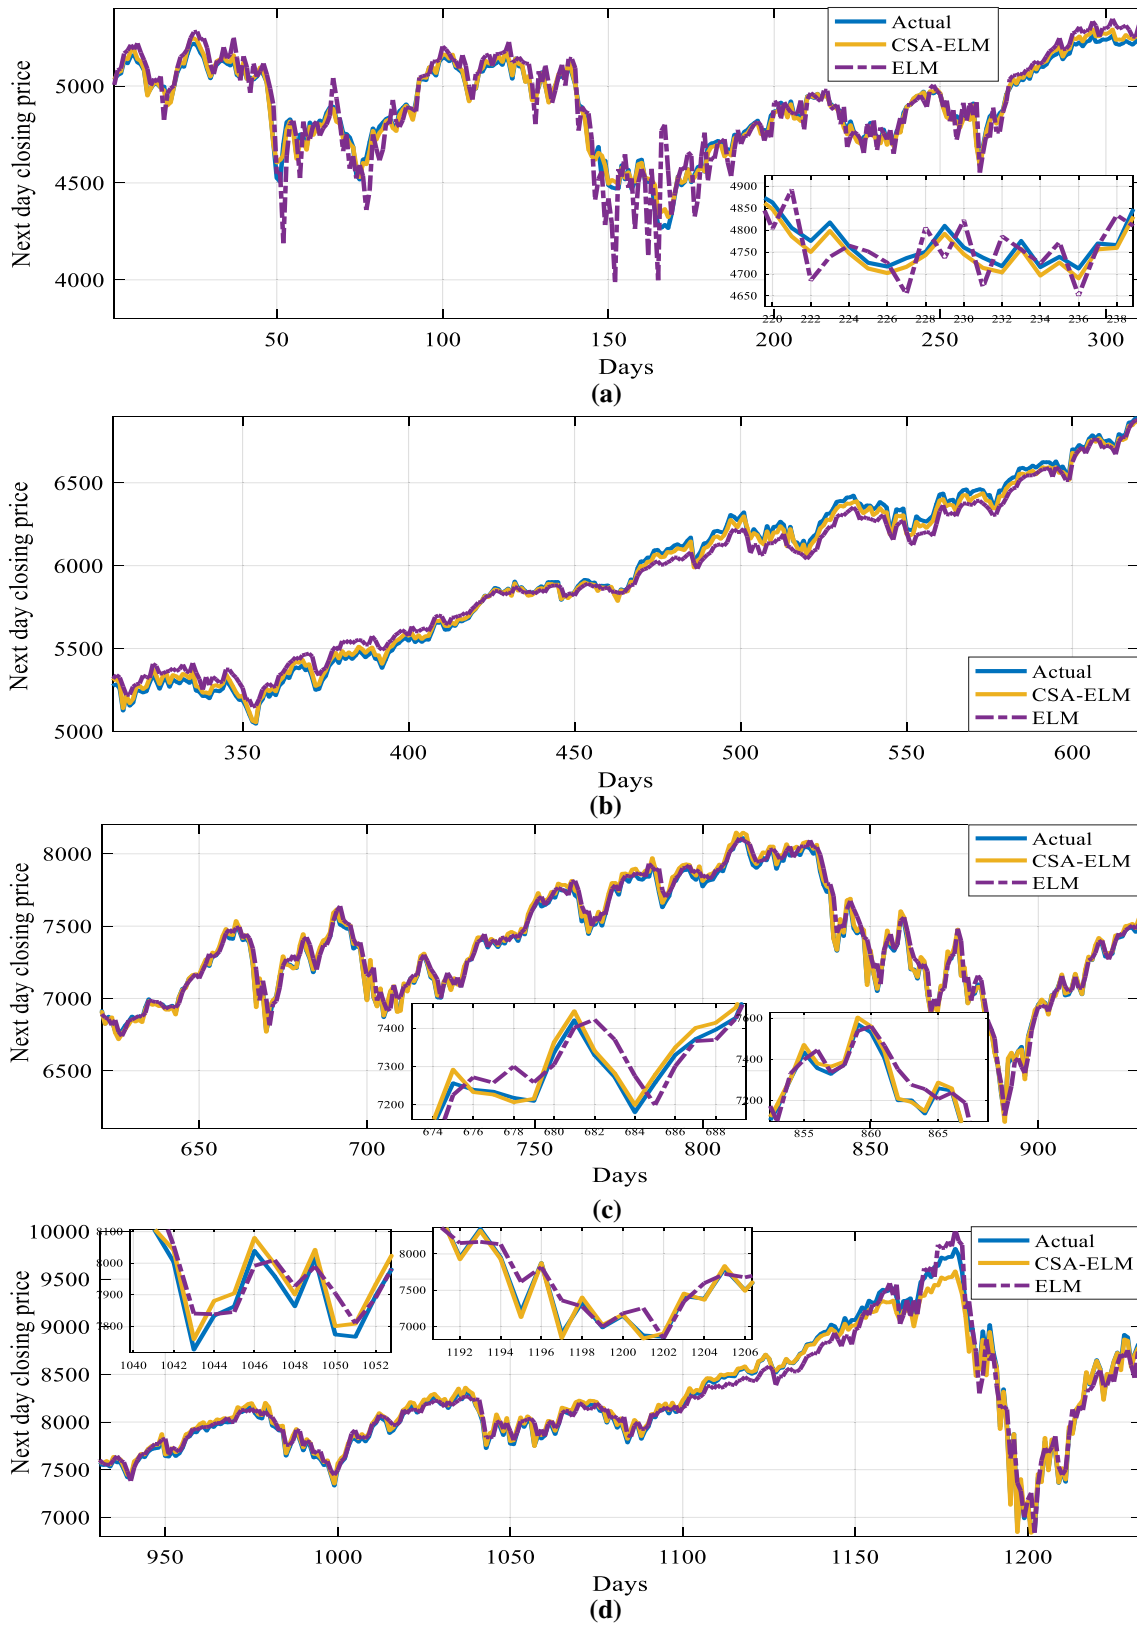 Actual
CSA-ELM
ELM
Next day closing price
5000
4500
4000
4900
4850
4800
4750
4700
4650
220 222 224 226 228 230 232 234 236 238
50 100 150 200 250 300
Days
(a)
Next day closing price
6500
6000
5500
5000
Actual
CSA-ELM
ELM
350 400 450 500 550 600
Days
(b)
Next day closing price
8000
7500
7000
6500
Actual
CSA-ELM
ELM
7400
7300
7200
674 676 678 680 682 684 686 688
7600
7400
7200
855 860 865
650 700 750 800 850 900
Days
(c)
Next day closing price
10000
9500
9000
8500
8000
7500
7000
8100
8000
7900
7800
1040 1042 1044 1046 1048 1050 1052
8000
7500
7000
1192 1194 1196 1198 1200 1202 1204 1206
Actual
CSA-ELM
ELM
950 1000 1050 1100 1150 1200
Days
(d)